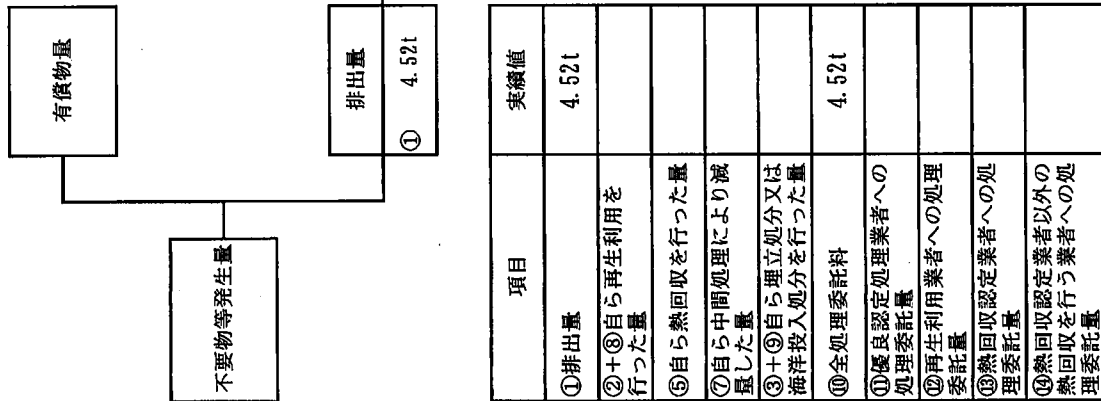 不要物等発生量
有償物量
排出量
① 4.52t
項目 実績値
①排出量 4.52t
②+⑧自ら再生利用を
行った量
⑤自ら熱回収を行った量
⑦自ら中間処理により減
量した量
③+⑨自ら埋立処分又は
海洋投入処分を行った量
⑩全処理委託料 4.52t
⑪優良認定処理業者への
処理委託量
⑫再生利用業者への処理
委託量
⑬熱回収認定業者への処
理委託量
⑭熱回収認定業者以外の
熱回収を行う業者への処
理委託量